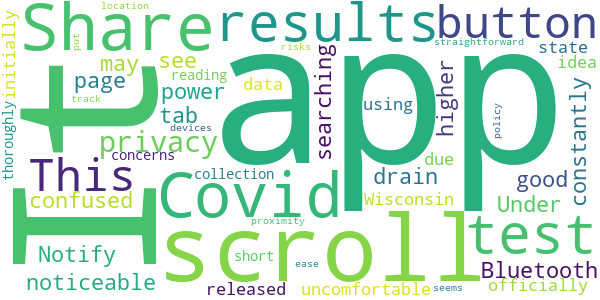 location
Share results button
put straightforward
initially may see risks state
page reading idea
track power data searching
thoroughly tab devices using higher constantly
privacy policy
It app
concerns due
This Covid collection drain good
confused Wisconsin Under
proximity
scroll test
Notify short ease Bluetooth
noticeable seems
released uncomfortable officially